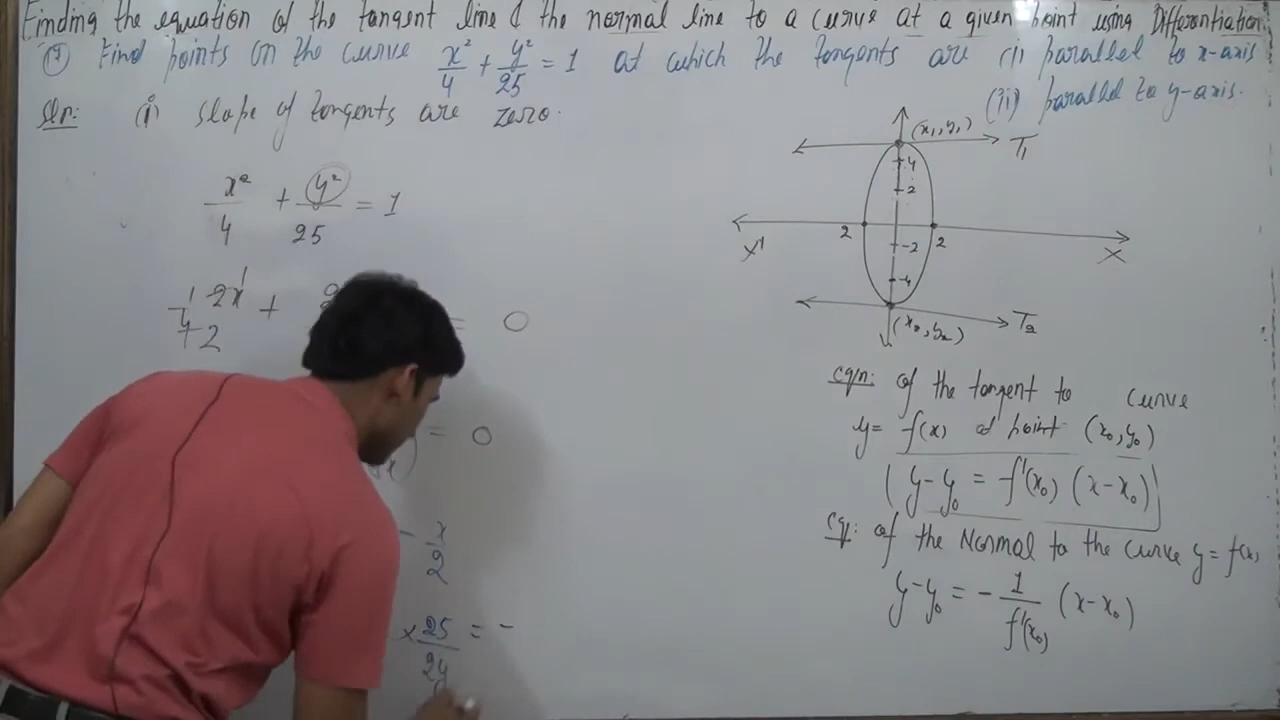 Finding the equation of the tangent line & the normal line to a curve at a given point using Differentiation.
Find points on the curve x²/4 + y²/25 = 1 at which the tangents are (i) parallel to x-axis
(ii) parallel to y-axis.
Sln: (i) slope of tangents are zero.
x²/4 + y²/25 = 1
1/4 2x + = 0
2
= 0
- x/2
× 25/2y = -
(x₁, y₁)
T₁
4
2
2
2
X'
X
-2
-4
(x₂, y₂)
T₂
eqn: of the tangent to curve
y = f(x) at point (x₀, y₀)
y - y₀ = f'(x₀) (x - x₀)
eq: of the Normal to the curve y = f(x)
y - y₀ = - 1/f'(x₀) (x - x₀)